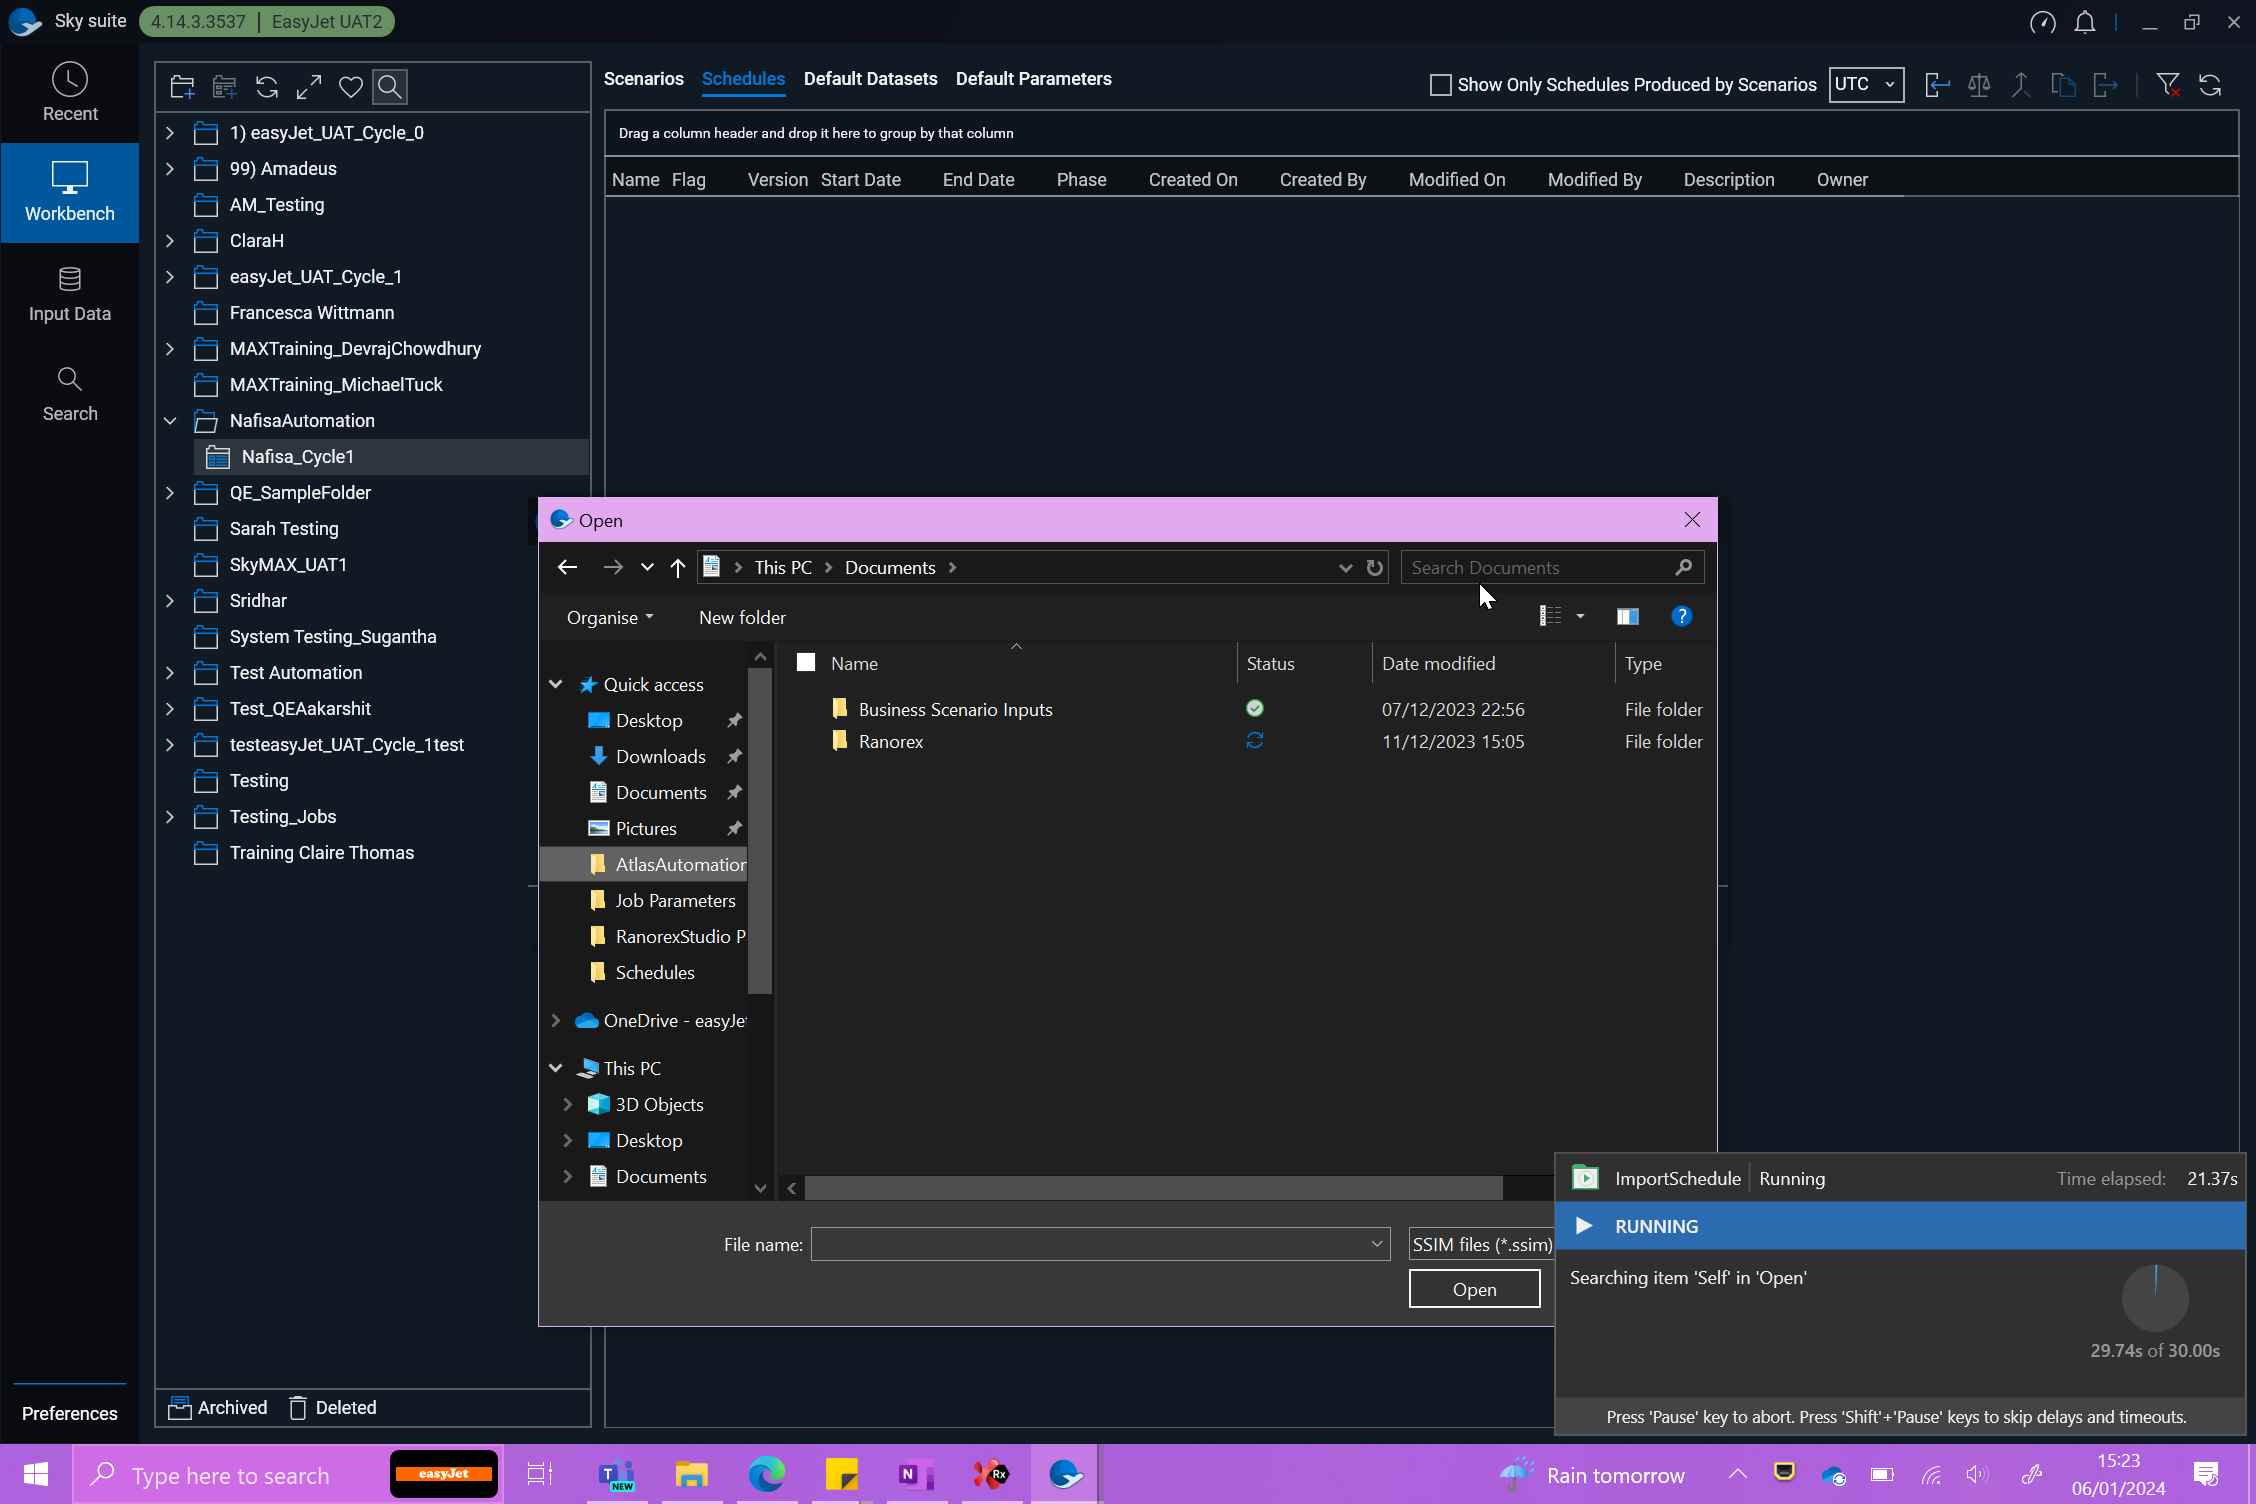 Sky suite
4.14.3.3537 | EasyJet UAT2
Recent
Workbench
Input Data
Search
Preferences
1) easyJet_UAT_Cycle_0
99) Amadeus
AM_Testing
ClaraH
easyJet_UAT_Cycle_1
Francesca Wittmann
MAXTraining_DevrajChowdhury
MAXTraining_MichaelTuck
NafisaAutomation
Nafisa_Cycle1
QE_SampleFolder
Sarah Testing
SkyMAX_UAT1
Sridhar
System Testing_Sugantha
Test Automation
Test_QEAakarshit
testeasyJet_UAT_Cycle_1test
Testing
Testing_Jobs
Training Claire Thomas
Archived Deleted
Scenarios Schedules Default Datasets Default Parameters
Show Only Schedules Produced by Scenarios UTC
Drag a column header and drop it here to group by that column
Name Flag Version Start Date End Date Phase Created On Created By Modified On Modified By Description Owner
Open
This PC > Documents >
Search Documents
Organise New folder
Quick access
Desktop
Downloads
Documents
Pictures
AtlasAutomation
Job Parameters
RanorexStudio P
Schedules
OneDrive - easyJet
This PC
3D Objects
Desktop
Documents
Name Status Date modified Type
Business Scenario Inputs 07/12/2023 22:56 File folder
Ranorex 11/12/2023 15:05 File folder
File name: SSIM files (*.ssim)
Open
ImportSchedule | Running Time elapsed: 21.37s
RUNNING
Searching item 'Self' in 'Open'
29.74s of 30.00s
Press 'Pause' key to abort. Press 'Shift'+'Pause' keys to skip delays and timeouts.
Type here to search
easyJet
T NEW
N
Rx
Rain tomorrow
15:23
06/01/2024